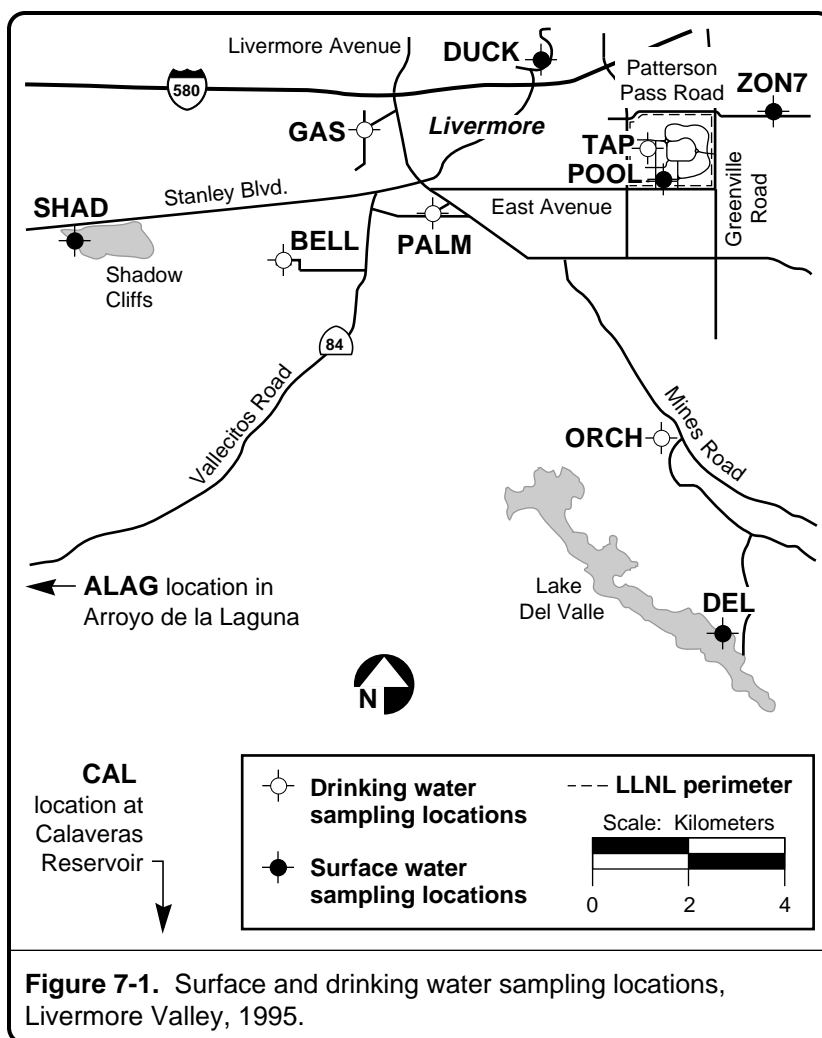 Livermore Avenue
DUCK
580
Patterson
Pass Road
ZON7
GAS
Livermore
TAP
POOL
Stanley Blvd.
SHAD
East Avenue
Greenville
Road
BELL
PALM
Shadow
Cliffs
84
Vallecitos Road
ORCH
Mines Road
ALAG location in
Arroyo de la Laguna
Lake
Del Valle
DEL
N
CAL
location at
Calaveras
Reservoir
Drinking water
sampling locations
Surface water
sampling locations
LLNL perimeter
Scale: Kilometers
0 2 4
Figure 7-1. Surface and drinking water sampling locations,
Livermore Valley, 1995.